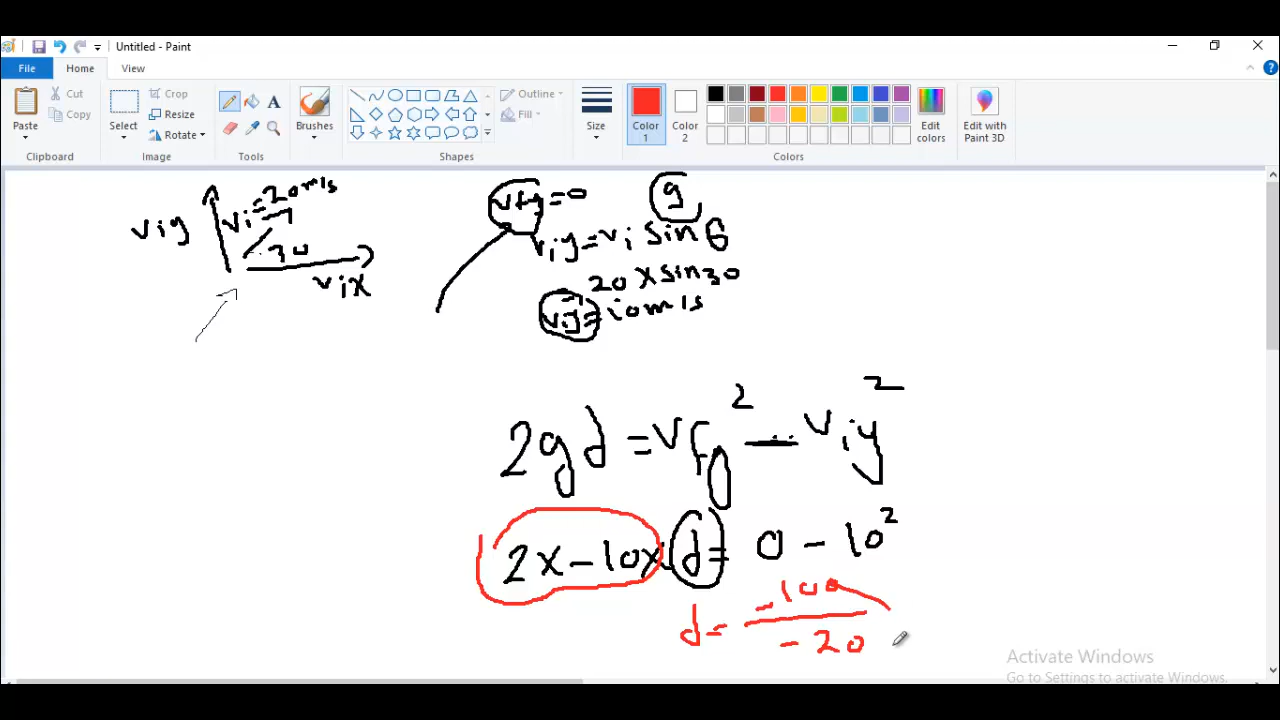 Untitled - Paint
File Home View
Paste
Cut
Copy
Clipboard
Select
Crop
Resize
Rotate
Image
A
Tools
Brushes
Shapes
Outline
Fill
Size
Color 1
Color 2
Colors
Edit colors
Edit with Paint 3D
viy
vi=20m/s
30
vix
vfy=0
g
viy=vi sin θ
20 x sin30
viy=10m/s
2gd = vfy² - viy²
2x-10x d = 0 - 10²
d = -100
-20
Activate Windows
Go to Settings to activate Windows.